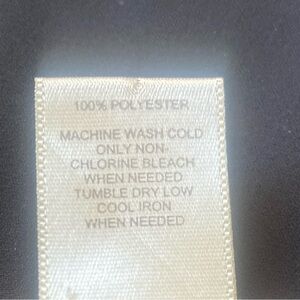 100% POLYESTER
MACHINE WASH COLD
ONLY NON-
CHLORINE BLEACH
WHEN NEEDED
TUMBLE DRY LOW
COOL IRON
WHEN NEEDED